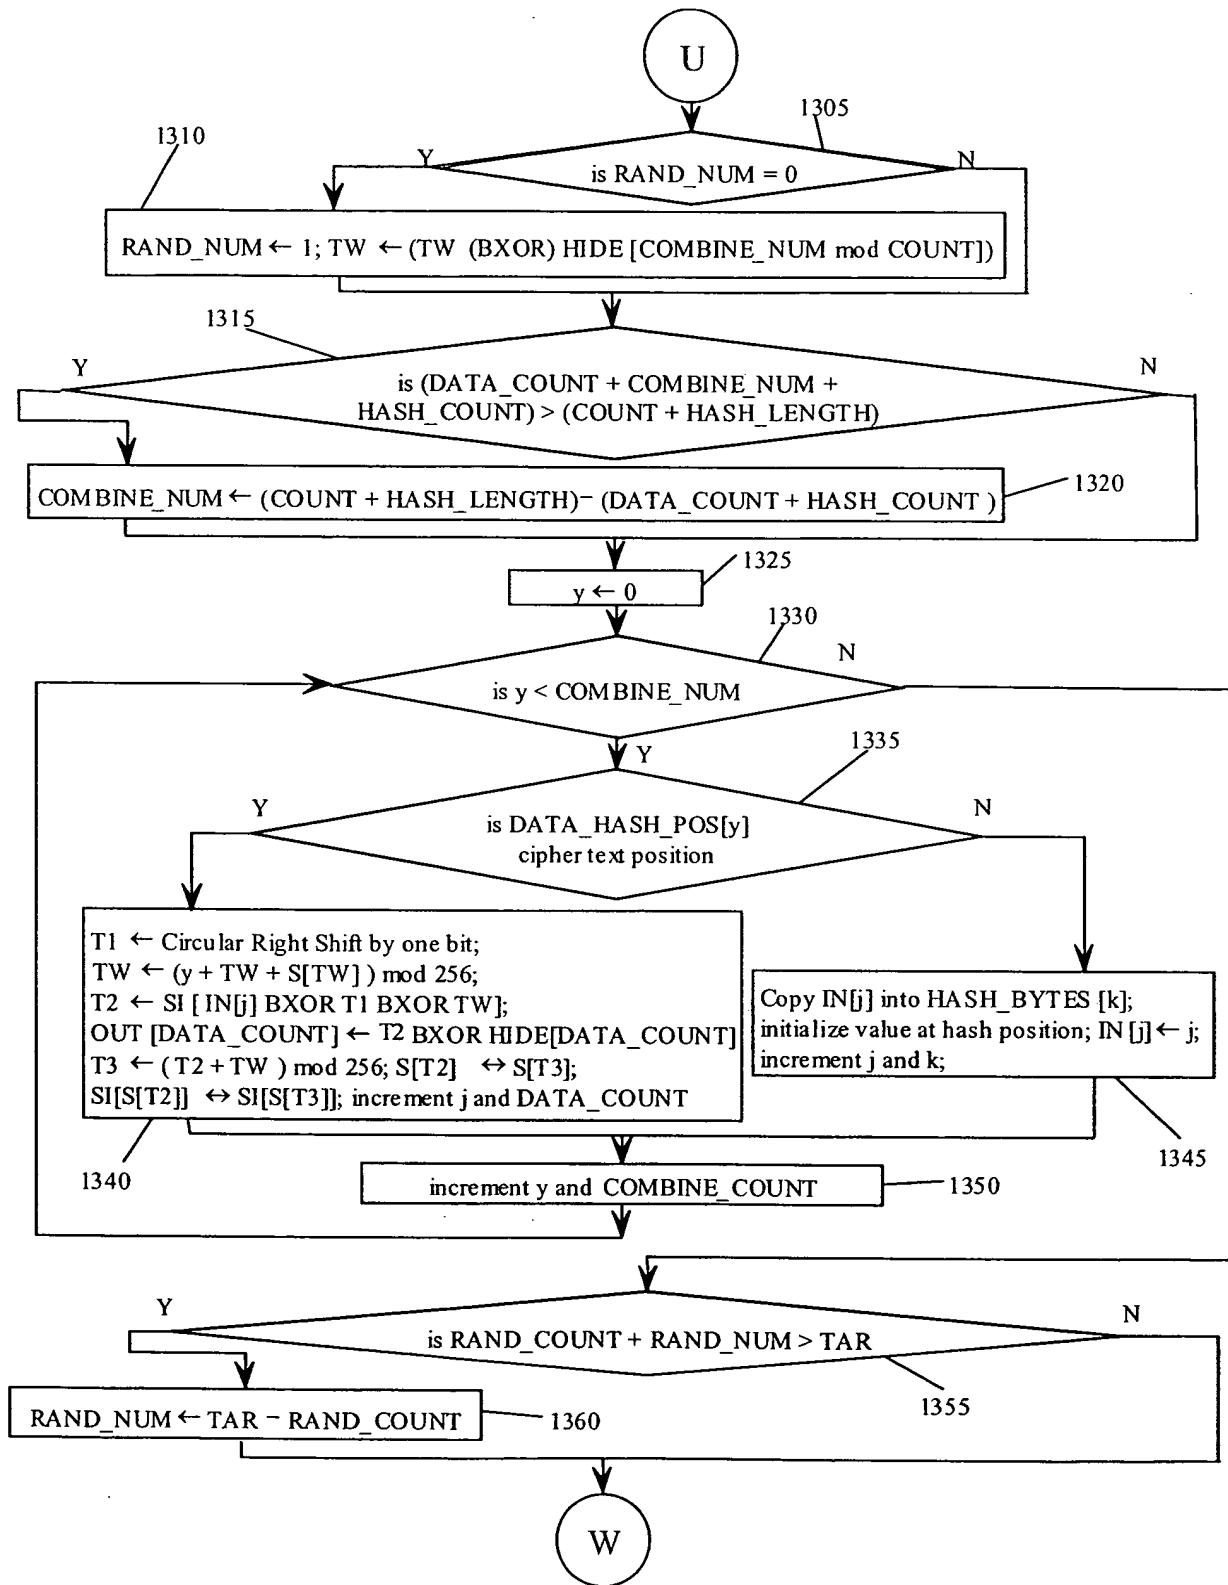 U
1305
1310
Y
N
is RAND_NUM = 0
RAND_NUM ← 1; TW ← (TW (BXOR) HIDE [COMBINE_NUM mod COUNT])
1315
Y
N
is (DATA_COUNT + COMBINE_NUM +
HASH_COUNT) > (COUNT + HASH_LENGTH)
COMBINE_NUM ← (COUNT + HASH_LENGTH) − (DATA_COUNT + HASH_COUNT )
1320
1325
y ← 0
1330
N
is y < COMBINE_NUM
1335
Y
Y
N
is DATA_HASH_POS[y]
cipher text position
T1 ← Circular Right Shift by one bit;
TW ← (y + TW + S[TW] ) mod 256;
T2 ← SI [ IN[j] BXOR T1 BXOR TW];
OUT [DATA_COUNT] ← T2 BXOR HIDE[DATA_COUNT]
T3 ← (T2 + TW ) mod 256; S[T2] ↔ S[T3];
SI[S[T2]] ↔ SI[S[T3]]; increment j and DATA_COUNT
Copy IN[j] into HASH_BYTES [k];
initialize value at hash position; IN [j] ← j;
increment j and k;
1340
1345
increment y and COMBINE_COUNT
1350
Y
N
is RAND_COUNT + RAND_NUM > TAR
1355
RAND_NUM ← TAR − RAND_COUNT
1360
W